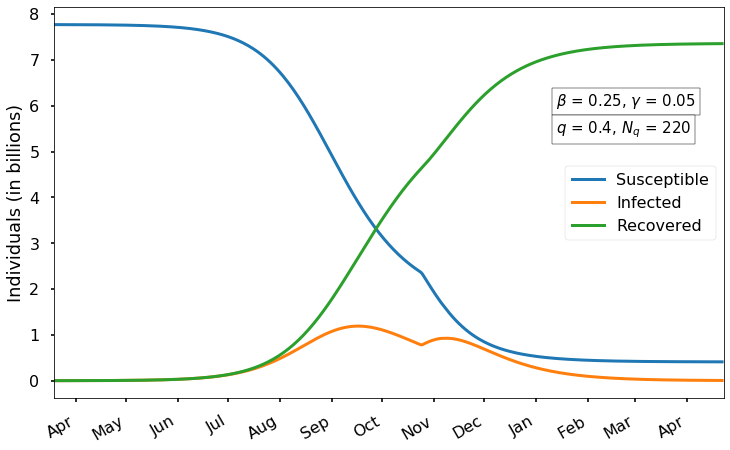 Individuals (in billions)
8
7
6
5
4
3
2
1
0
β = 0.25, γ = 0.05
q = 0.4, N_q = 220
Susceptible
Infected
Recovered
Apr May Jun Jul Aug Sep Oct Nov Dec Jan Feb Mar Apr